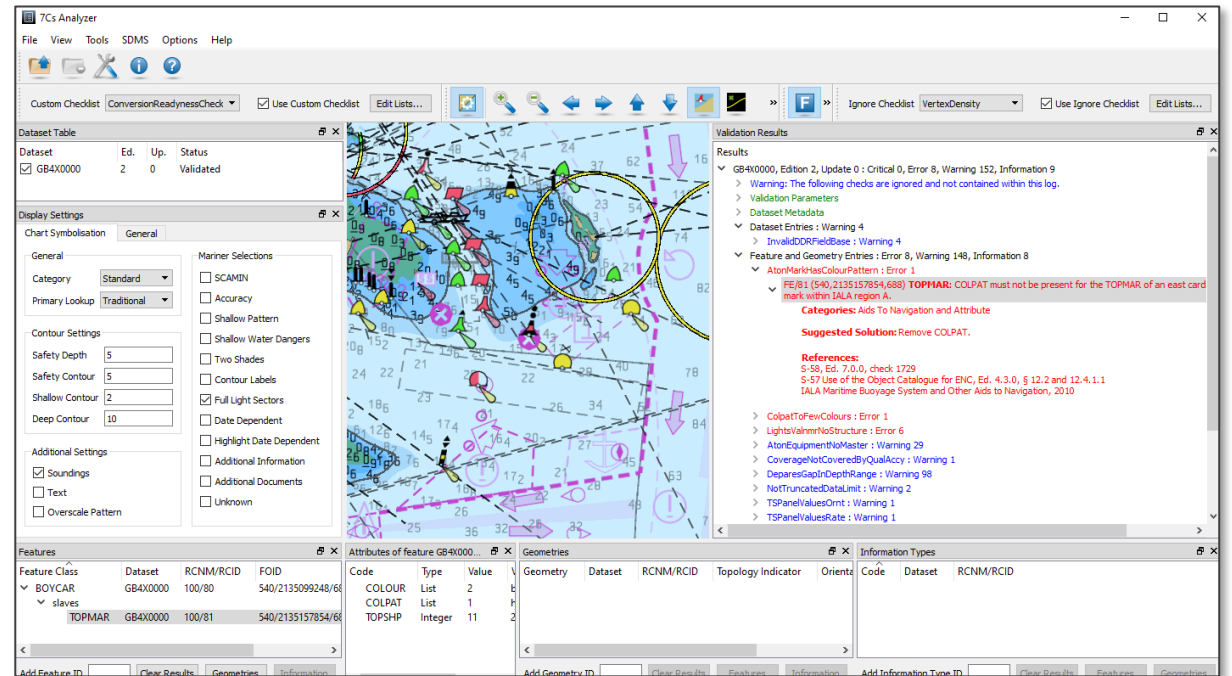 7Cs Analyzer
File View Tools SDMS Options Help
Custom Checklist ConversionReadynessCheck Use Custom Checklist Edit Lists... » F » Ignore Checklist VertexDensity Use Ignore Checklist Edit Lists...
Dataset Table
Dataset Ed. Up. Status
GB4X0000 2 0 Validated
Display Settings
Chart Symbolisation General
General
Category Standard
Primary Lookup Traditional
Contour Settings
Safety Depth 5
Safety Contour 5
Shallow Contour 2
Deep Contour 10
Additional Settings
Soundings
Text
Overscale Pattern
Mariner Selections
SCAMIN
Accuracy
Shallow Pattern
Shallow Water Dangers
Two Shades
Contour Labels
Full Light Sectors
Date Dependent
Highlight Date Dependent
Additional Information
Additional Documents
Unknown
Validation Results
Results
GB4X0000, Edition 2, Update 0 : Critical 0, Error 8, Warning 152, Information 9
Warning: The following checks are ignored and not contained within this log.
Validation Parameters
Dataset Metadata
Dataset Entries : Warning 4
InvalidDDRFieldBase : Warning 4
Feature and Geometry Entries : Error 8, Warning 148, Information 8
AtonMarkHasColourPattern : Error 1
FE/81 (540,2135157854,688) TOPMAR: COLPAT must not be present for the TOPMAR of an east card
mark within IALA region A.
Categories: Aids To Navigation and Attribute
Suggested Solution: Remove COLPAT.
References:
S-58, Ed. 7.0.0, check 1729
S-57 Use of the Object Catalogue for ENC, Ed. 4.3.0, § 12.2 and 12.4.1.1
IALA Maritime Buoyage System and Other Aids to Navigation, 2010
ColpatToFewColours : Error 1
LightsValnmrNoStructure : Error 6
AtonEquipmentNoMaster : Warning 29
CoverageNotCoveredByQualAccy : Warning 1
DeparesGapInDepthRange : Warning 98
NotTruncatedDataLimit : Warning 2
TSPanelValuesOrnt : Warning 1
TSPanelValuesRate : Warning 1
Features
Feature Class Dataset RCNM/RCID FOID
BOYCAR GB4X0000 100/80 540/2135099248/68
slaves
TOPMAR GB4X0000 100/81 540/2135157854/68
Add Feature ID Clear Results Geometries Information
Attributes of feature GB4X000...
Code Type Value
COLOUR List 2
COLPAT List 1
TOPSHP Integer 11 2
Geometries
Geometry Dataset RCNM/RCID Topology Indicator Orienta
Add Geometry ID Clear Results Features Information
Information Types
Code Dataset RCNM/RCID
Add Information Type ID Clear Results Features Geometries